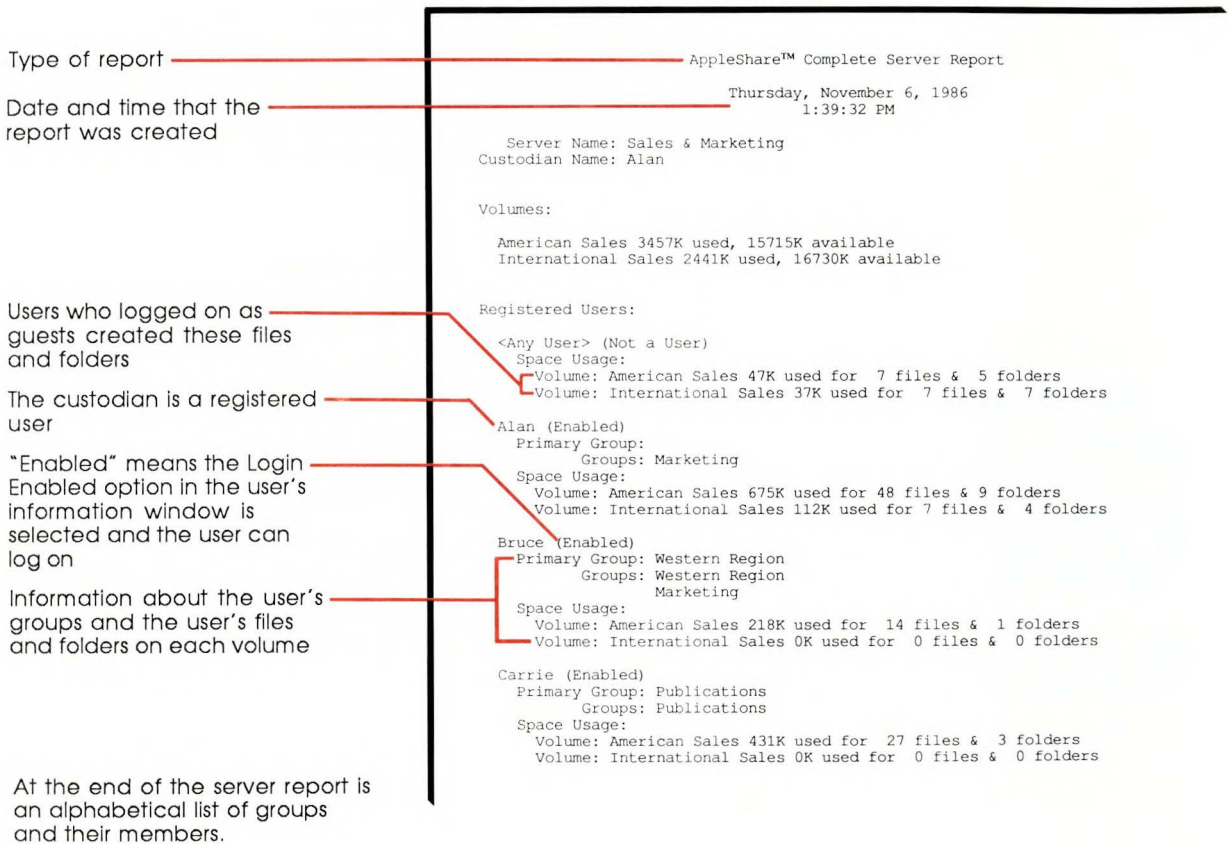 Type of report
AppleShare™ Complete Server Report
Date and time that the
report was created
Thursday, November 6, 1986
1:39:32 PM
Server Name: Sales & Marketing
Custodian Name: Alan
Volumes:
American Sales 3457K used, 15715K available
International Sales 2441K used, 16730K available
Users who logged on as
guests created these files
and folders
Registered Users:
<Any User> (Not a User)
Space Usage:
Volume: American Sales 47K used for 7 files & 5 folders
Volume: International Sales 37K used for 7 files & 7 folders
The custodian is a registered
user
Alan (Enabled)
Primary Group:
Groups: Marketing
Space Usage:
Volume: American Sales 675K used for 48 files & 9 folders
Volume: International Sales 112K used for 7 files & 4 folders
"Enabled" means the Login
Enabled option in the user's
information window is
selected and the user can
log on
Bruce (Enabled)
Primary Group: Western Region
Groups: Western Region
Marketing
Space Usage:
Volume: American Sales 218K used for 14 files & 1 folders
Volume: International Sales 0K used for 0 files & 0 folders
Information about the user's
groups and the user's files
and folders on each volume
Carrie (Enabled)
Primary Group: Publications
Groups: Publications
Space Usage:
Volume: American Sales 431K used for 27 files & 3 folders
Volume: International Sales 0K used for 0 files & 0 folders
At the end of the server report is
an alphabetical list of groups
and their members.